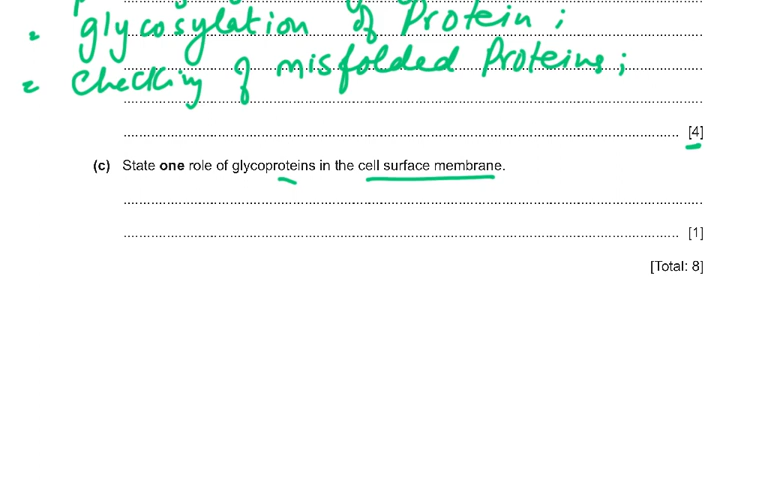 glycosylation of Protein ;
Checking of misfolded Proteins ;
[4]
(c) State one role of glycoproteins in the cell surface membrane.
[1]
[Total: 8]